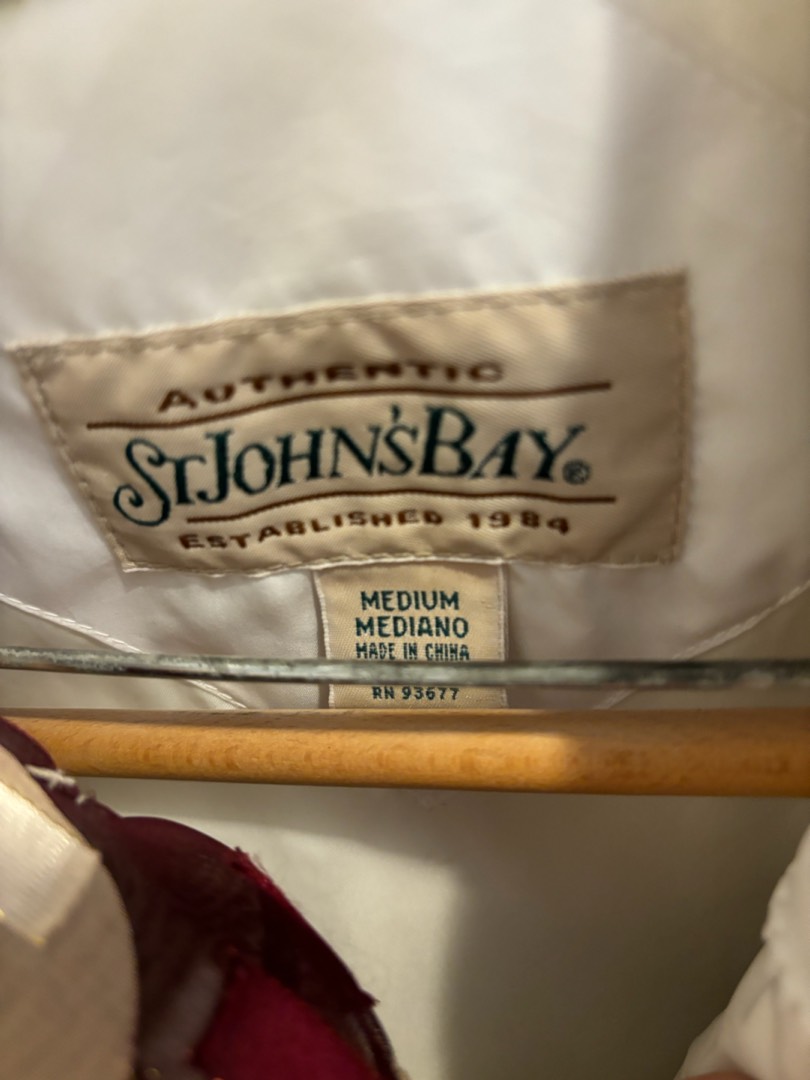 AUTHENTIC
ST JOHN'S BAY®
ESTABLISHED 1984
MEDIUM
MEDIANO
MADE IN CHINA
RN 93677